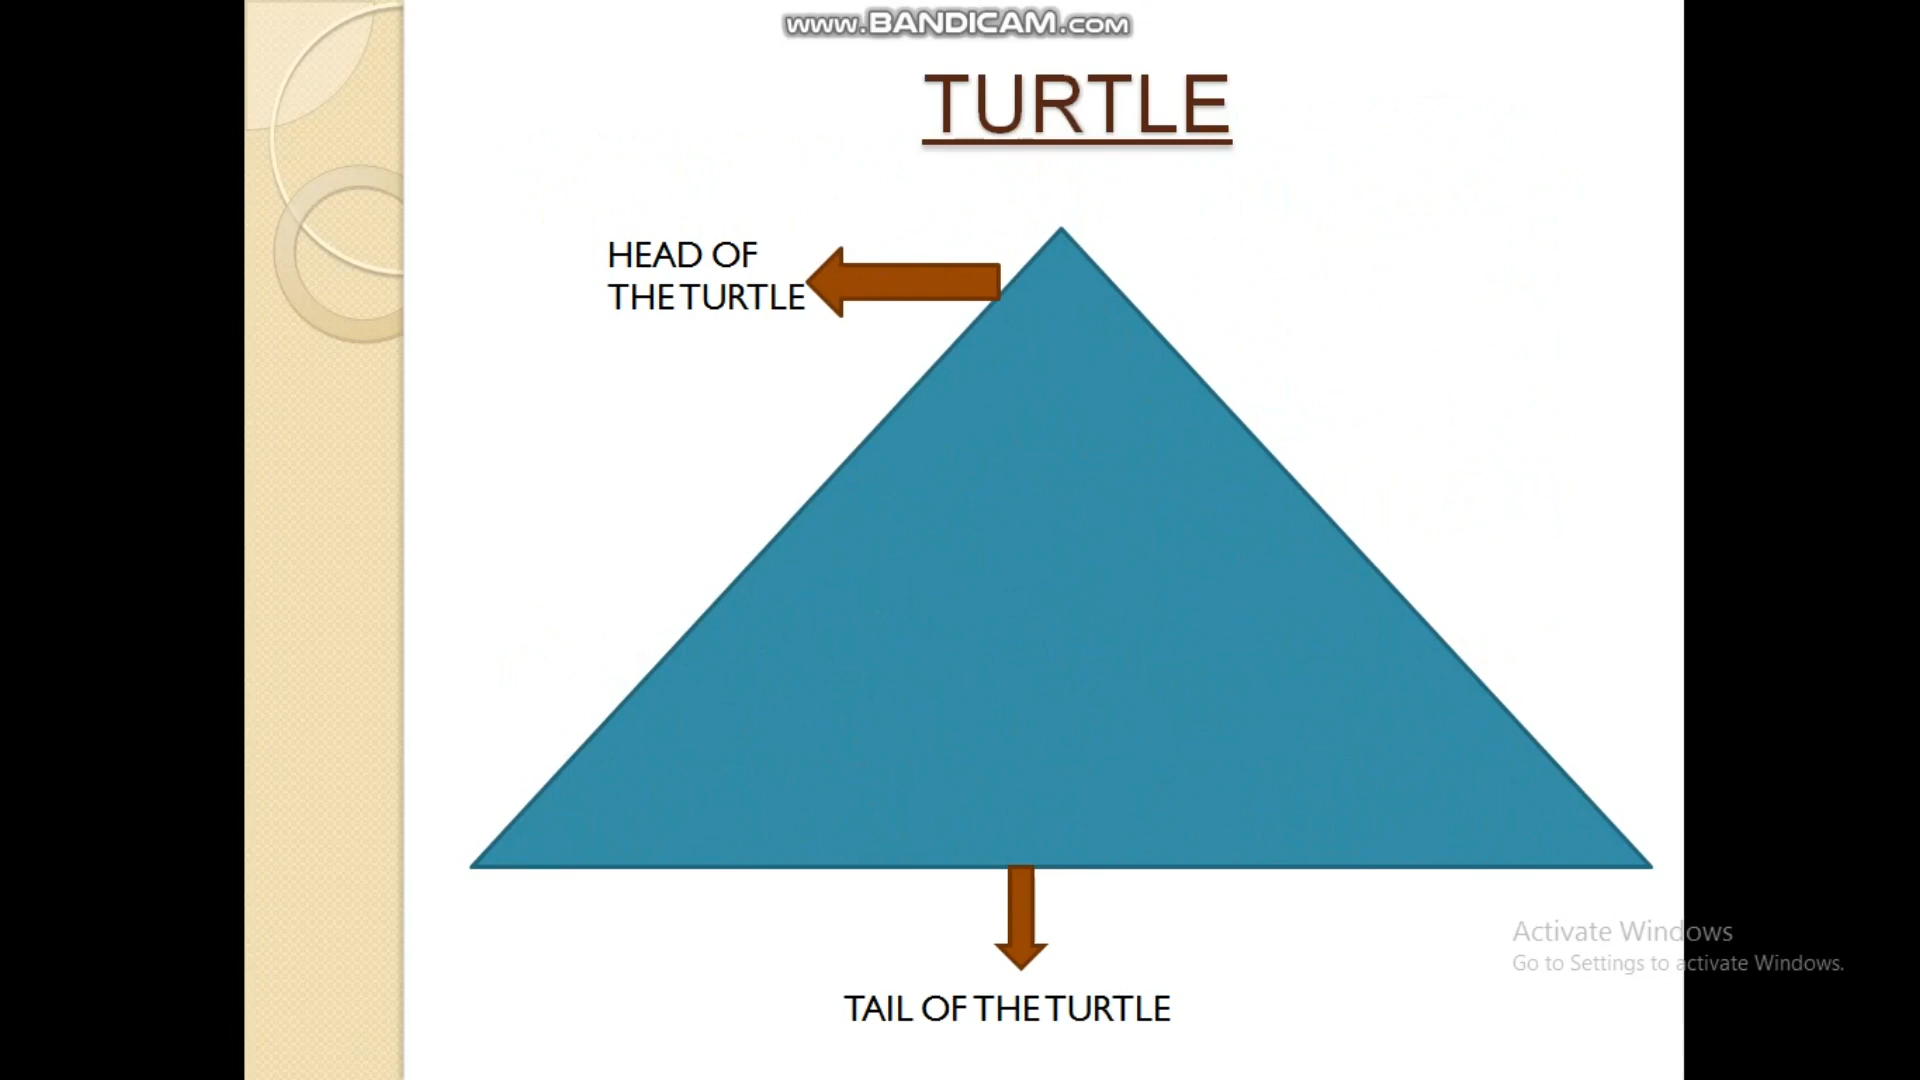 www.BANDICAM.com
TURTLE
HEAD OF
THE TURTLE
TAIL OF THE TURTLE
Activate Windows
Go to Settings to activate Windows.